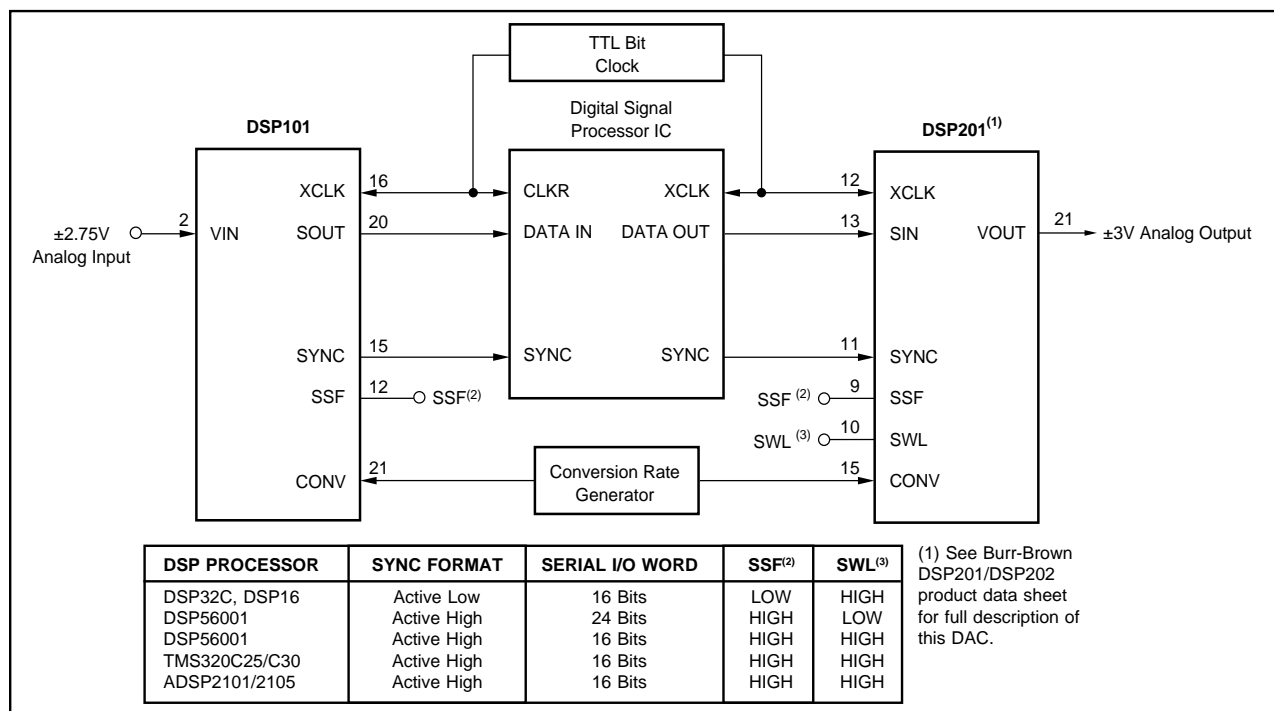 TTL Bit
Clock
Digital Signal
Processor IC
DSP101
DSP201(1)
XCLK
16
CLKR
XCLK
12
XCLK
±2.75V
Analog Input
2
VIN
SOUT
20
DATA IN
DATA OUT
13
SIN
VOUT
21
±3V Analog Output
SYNC
15
SYNC
SYNC
11
SYNC
SSF
12
SSF(2)
SSF (2)
9
SSF
SWL (3)
10
SWL
CONV
21
Conversion Rate
Generator
15
CONV
DSP PROCESSOR SYNC FORMAT SERIAL I/O WORD SSF(2) SWL(3)
DSP32C, DSP16 Active Low 16 Bits LOW HIGH
DSP56001 Active High 24 Bits HIGH LOW
DSP56001 Active High 16 Bits HIGH HIGH
TMS320C25/C30 Active High 16 Bits HIGH HIGH
ADSP2101/2105 Active High 16 Bits HIGH HIGH
(1) See Burr-Brown
DSP201/DSP202
product data sheet
for full description of
this DAC.